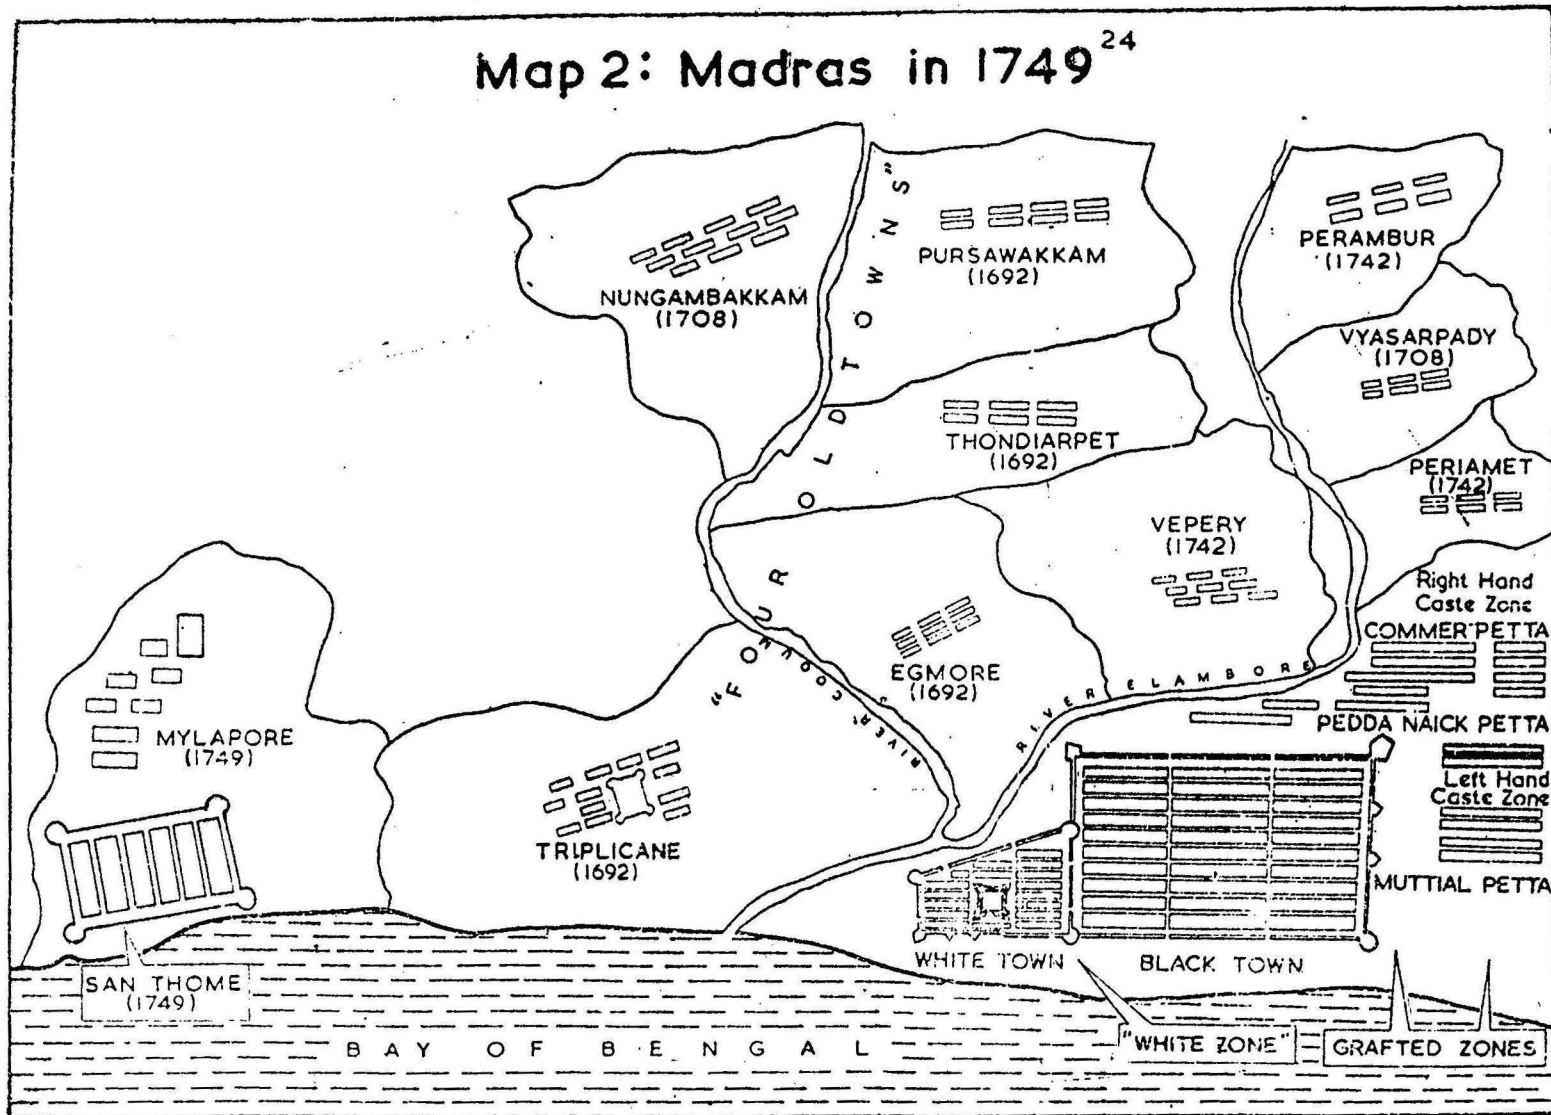 Map 2: Madras in 1749 24
"FOUR OLD TOWNS"
NUNGAMBAKKAM
(1708)
PURSAWAKKAM
(1692)
PERAMBUR
(1742)
VYASARPADY
(1708)
THONDIARPET
(1692)
PERIAMET
(1742)
VEPERY
(1742)
EGMORE
(1692)
RIVER COOUM
RIVER ELAMBORE
Right Hand
Caste Zone
COMMER PETTA
PEDDA NAICK PETTA
Left Hand
Caste Zone
MUTTIAL PETTA
MYLAPORE
(1749)
TRIPLICANE
(1692)
SAN THOME
(1749)
WHITE TOWN
BLACK TOWN
"WHITE ZONE"
GRAFTED ZONES
BAY OF BENGAL